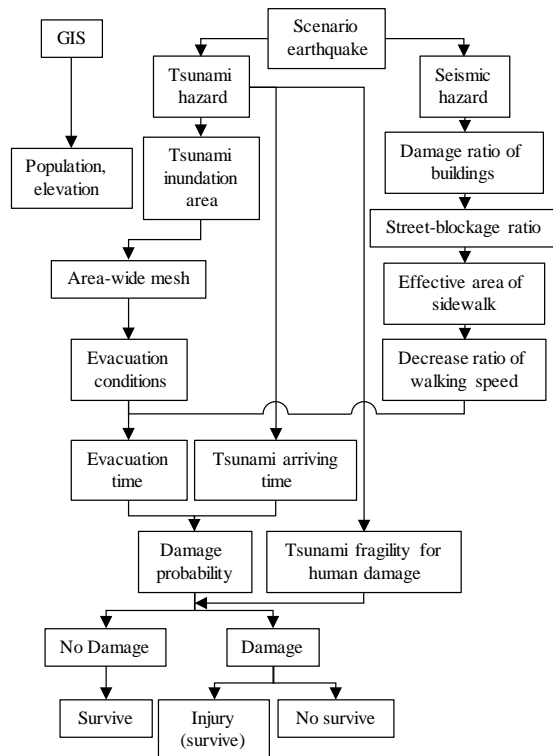 GIS
Scenario
earthquake
Tsunami
hazard
Seismic
hazard
Population,
elevation
Tsunami
inundation
area
Damage ratio of
buildings
Street-blockage ratio
Area-wide mesh
Effective area of
sidewalk
Evacuation
conditions
Decrease ratio of
walking speed
Evacuation
time
Tsunami arriving
time
Damage
probability
Tsunami fragility for
human damage
No Damage
Damage
Survive
Injury
(survive)
No survive